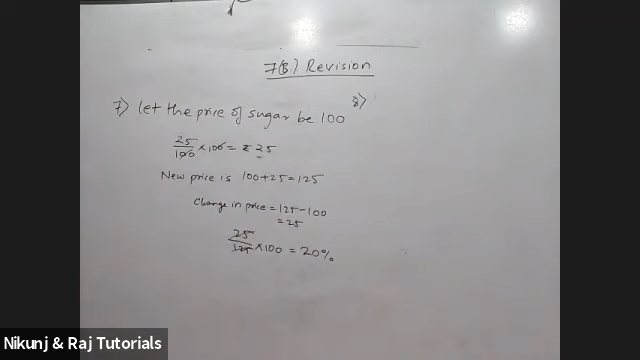 7(B) Revision
7) let the price of sugar be 100
8)
25/100 × 100 = ₹ 25
New price is 100+25=125
Change in price = 125-100
=25
25/125 × 100 = 20%
Nikunj & Raj Tutorials